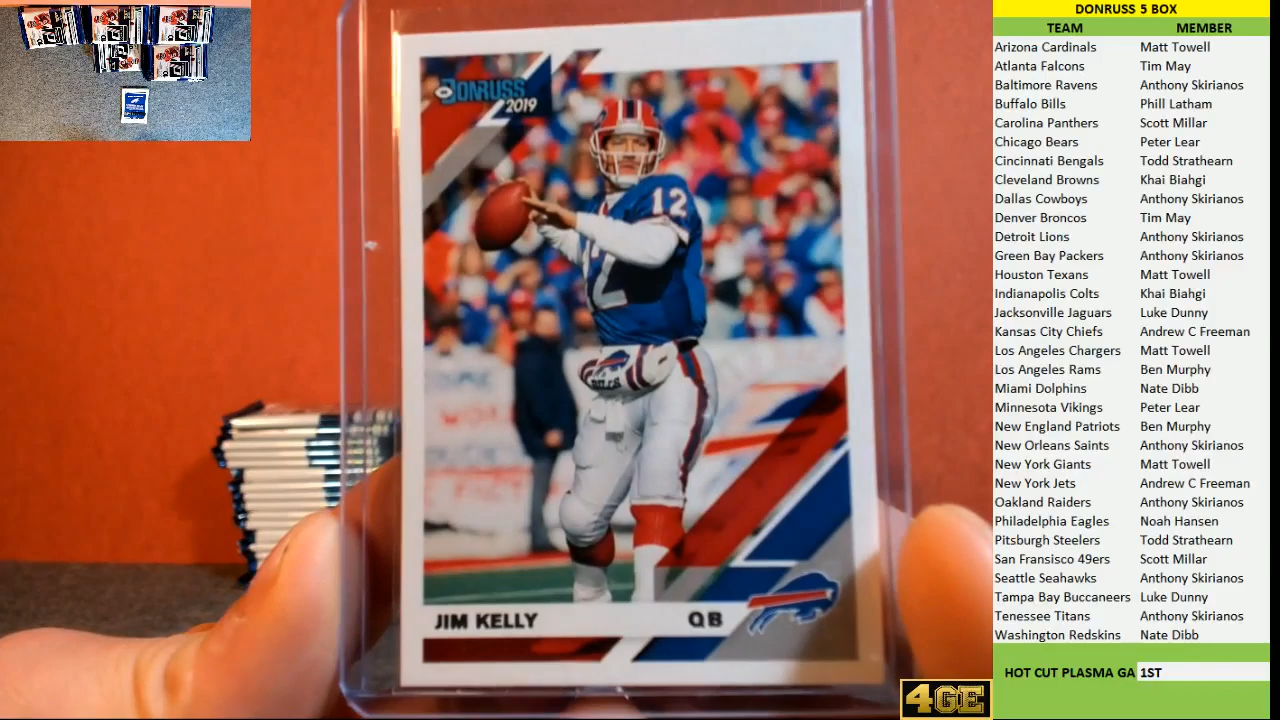 DONRUSS
2019
12
12
BILLS
JIM KELLY QB
DONRUSS 5 BOX
TEAM MEMBER
Arizona Cardinals Matt Towell
Atlanta Falcons Tim May
Baltimore Ravens Anthony Skirianos
Buffalo Bills Phill Latham
Carolina Panthers Scott Millar
Chicago Bears Peter Lear
Cincinnati Bengals Todd Strathearn
Cleveland Browns Khai Biahgi
Dallas Cowboys Anthony Skirianos
Denver Broncos Tim May
Detroit Lions Anthony Skirianos
Green Bay Packers Anthony Skirianos
Houston Texans Matt Towell
Indianapolis Colts Khai Biahgi
Jacksonville Jaguars Luke Dunny
Kansas City Chiefs Andrew C Freeman
Los Angeles Chargers Matt Towell
Los Angeles Rams Ben Murphy
Miami Dolphins Nate Dibb
Minnesota Vikings Peter Lear
New England Patriots Ben Murphy
New Orleans Saints Anthony Skirianos
New York Giants Matt Towell
New York Jets Andrew C Freeman
Oakland Raiders Anthony Skirianos
Philadelphia Eagles Noah Hansen
Pitsburgh Steelers Todd Strathearn
San Fransisco 49ers Scott Millar
Seattle Seahawks Anthony Skirianos
Tampa Bay Buccaneers Luke Dunny
Tenessee Titans Anthony Skirianos
Washington Redskins Nate Dibb
HOT CUT PLASMA GA 1ST
4GE